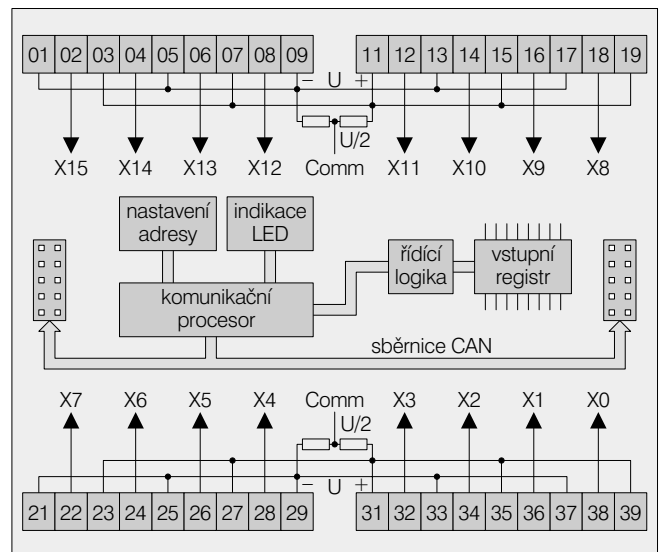 01 02 03 04 05 06 07 08 09 11 12 13 14 15 16 17 18 19
− U +
U/2
X15 X14 X13 X12 Comm X11 X10 X9 X8
nastavení
adresy
indikace
LED
řídící
logika
vstupní
registr
komunikační
procesor
sběrnice CAN
X7 X6 X5 X4 Comm X3 X2 X1 X0
U/2
− U +
21 22 23 24 25 26 27 28 29 31 32 33 34 35 36 37 38 39